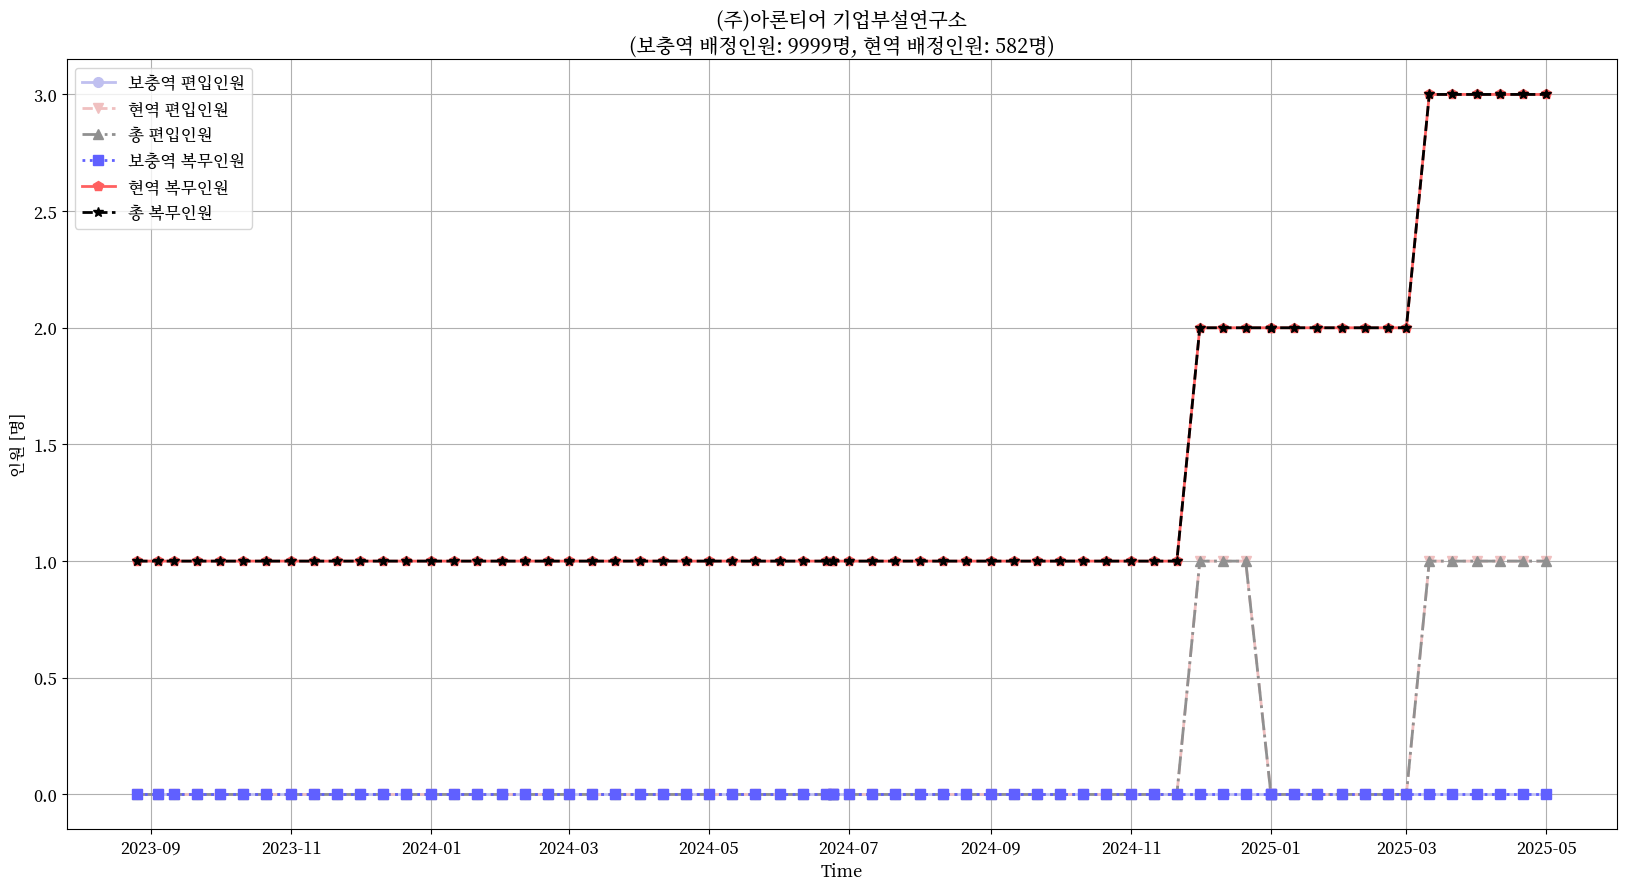 (주)아론티어 기업부설연구소
(보충역 배정인원: 9999명, 현역 배정인원: 582명)
보충역 편입인원
현역 편입인원
총 편입인원
보충역 복무인원
현역 복무인원
총 복무인원
3.0
2.5
2.0
1.5
1.0
0.5
0.0
인원 [명]
2023-09 2023-11 2024-01 2024-03 2024-05 2024-07 2024-09 2024-11 2025-01 2025-03 2025-05
Time